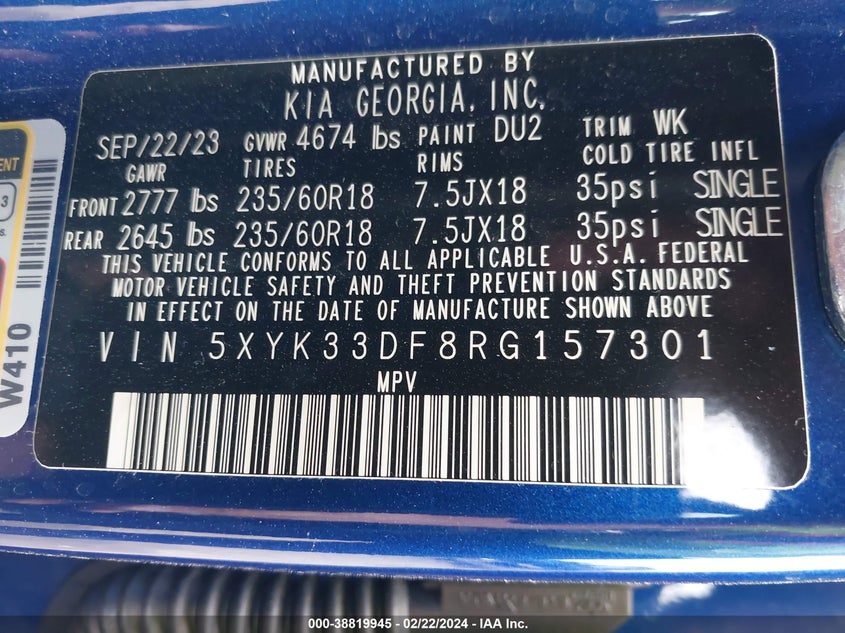 MANUFACTURED BY
KIA GEORGIA, INC.
SEP/22/23 GVWR 4674 lbs PAINT DU2 TRIM WK
GAWR TIRES RIMS COLD TIRE INFL
FRONT 2777 lbs 235/60R18 7.5JX18 35psi SINGLE
REAR 2645 lbs 235/60R18 7.5JX18 35psi SINGLE
THIS VEHICLE CONFORMS TO ALL APPLICABLE U.S.A. FEDERAL
MOTOR VEHICLE SAFETY AND THEFT PREVENTION STANDARDS
IN EFFECT ON THE DATE OF MANUFACTURE SHOWN ABOVE
VIN 5XYK33DF8RG157301
MPV
W410
3
000-38819945 - 02/22/2024 - IAA Inc.